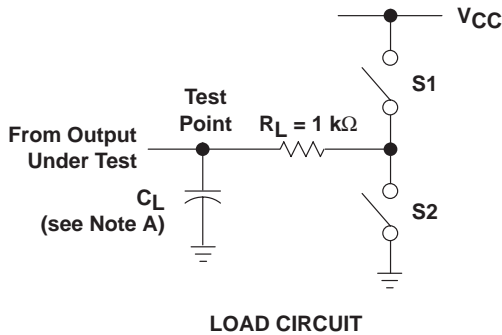 VCC
S1
Test
Point
RL = 1 kΩ
From Output
Under Test
CL
(see Note A)
S2
LOAD CIRCUIT